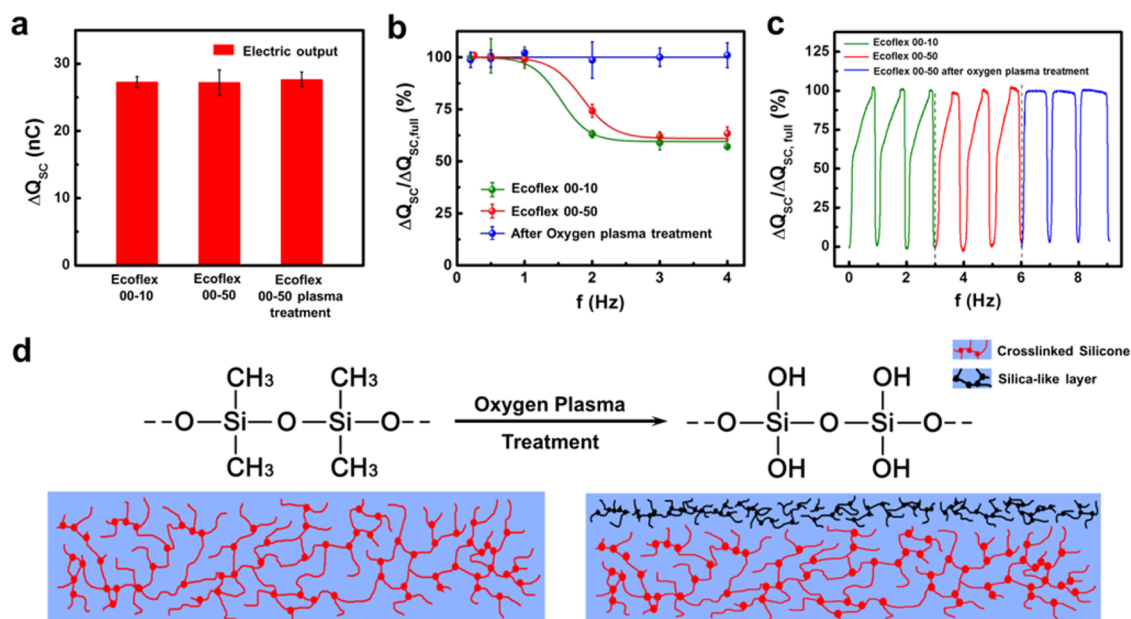 a
ΔQSC (nC)
30
20
10
0
Electric output
Ecoflex
00-10
Ecoflex
00-50
Ecoflex
00-50 plasma
treatment
b
ΔQSC/ΔQSC,full (%)
125
100
75
50
25
0
Ecoflex 00-10
Ecoflex 00-50
After Oxygen plasma treatment
0 1 2 3 4
f (Hz)
c
ΔQSC/ΔQSC, full (%)
125
100
75
50
25
0
Ecoflex 00-10
Ecoflex 00-50
Ecoflex 00-50 after oxygen plasma treatment
0 2 4 6 8
f (Hz)
d
Crosslinked Silicone
Silica-like layer
CH3 CH3
O Si O Si O
CH3 CH3
Oxygen Plasma
Treatment
OH OH
O Si O Si O
OH OH